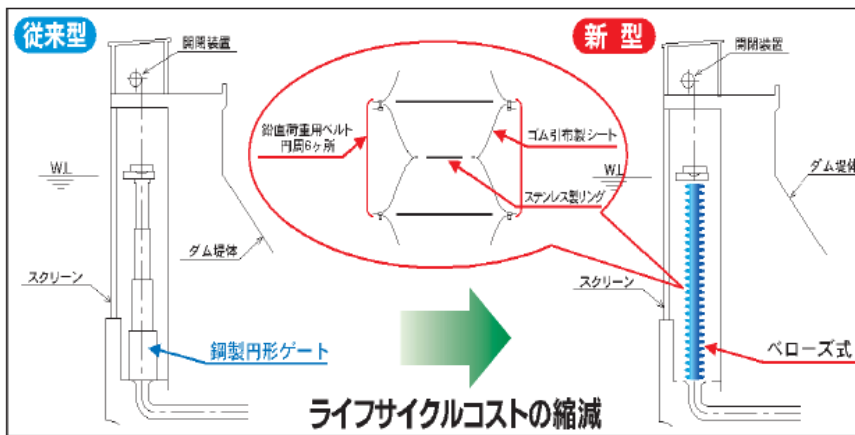 従来型
開閉装置
W.L
ダム堤体
スクリーン
鋼製円形ゲート
鉛直荷重用ベルト
円周6ヶ所
ゴム引布製シート
ステンレス製リング
新型
開閉装置
W.L
ダム堤体
スクリーン
ベローズ式
ライフサイクルコストの縮減